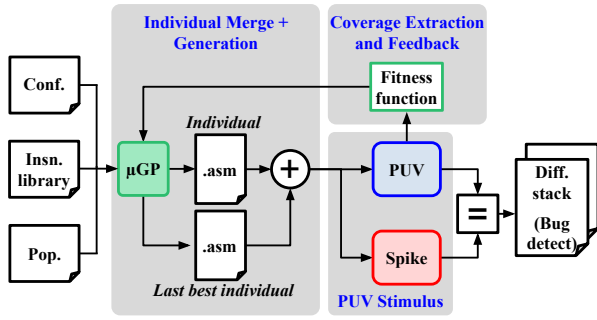 Individual Merge +
Generation
Coverage Extraction
and Feedback
Conf.
Fitness
function
Individual
Insn.
library
μGP
.asm
+
PUV
Diff.
stack
(Bug
detect)
=
.asm
Pop.
Spike
Last best individual
PUV Stimulus